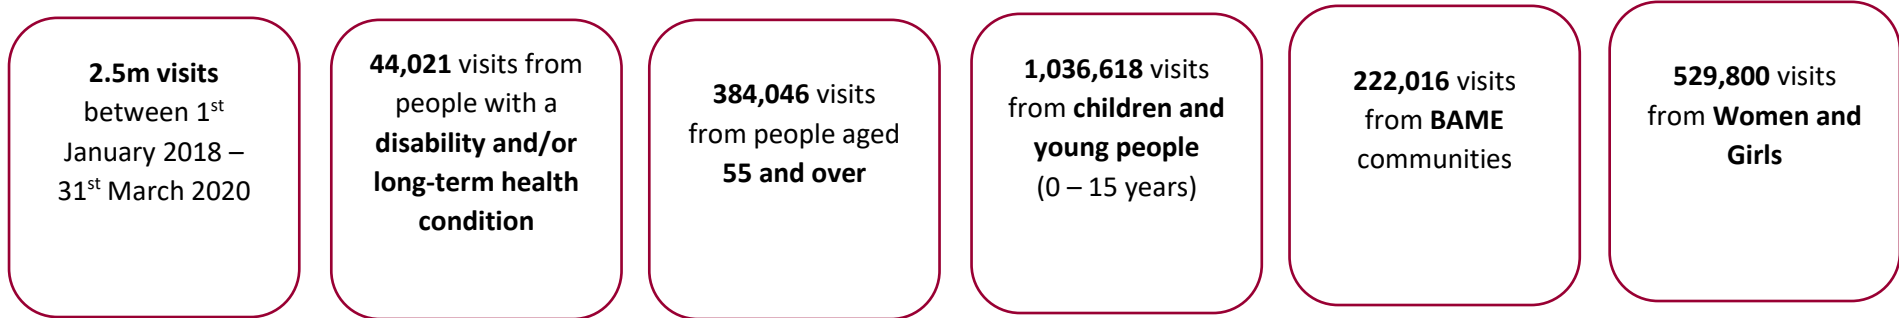 2.5m visits
between 1st
January 2018 –
31st March 2020
44,021 visits from
people with a
disability and/or
long-term health
condition
384,046 visits
from people aged
55 and over
1,036,618 visits
from children and
young people
(0 – 15 years)
222,016 visits
from BAME
communities
529,800 visits
from Women and
Girls